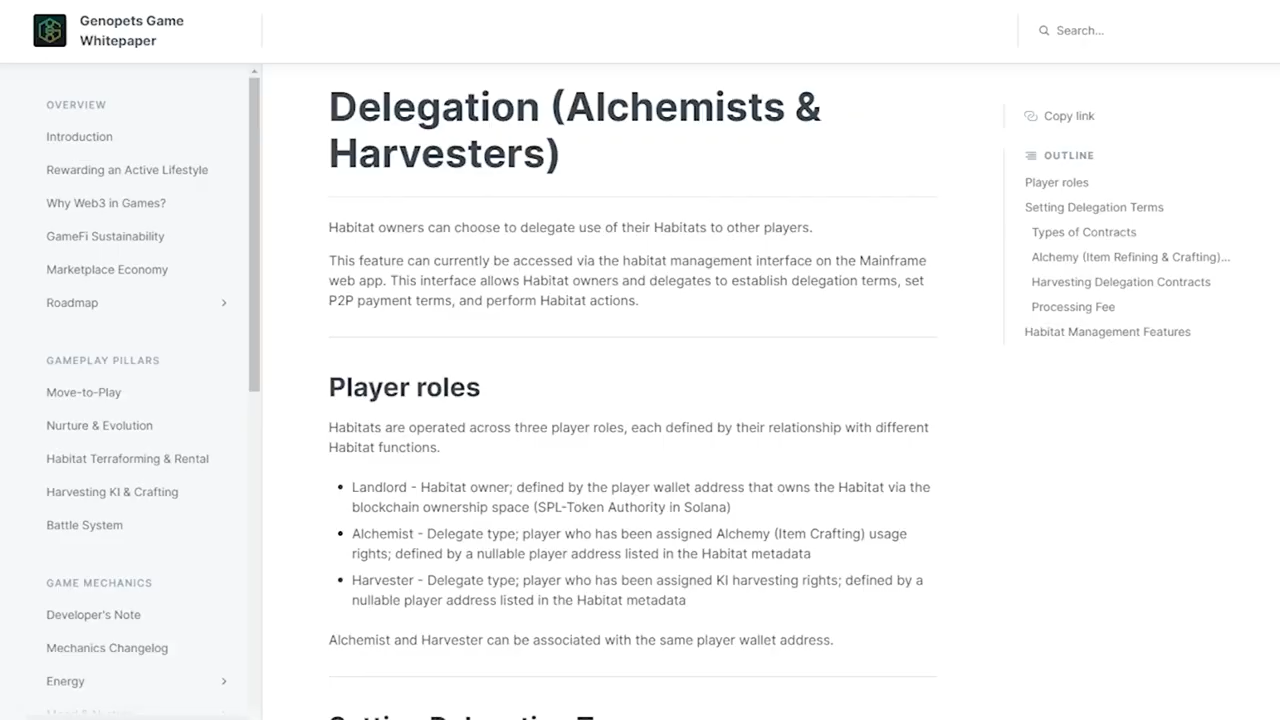 Genopets Game
Whitepaper
Search...
OVERVIEW
Introduction
Rewarding an Active Lifestyle
Why Web3 in Games?
GameFi Sustainability
Marketplace Economy
Roadmap
GAMEPLAY PILLARS
Move-to-Play
Nurture & Evolution
Habitat Terraforming & Rental
Harvesting KI & Crafting
Battle System
GAME MECHANICS
Developer's Note
Mechanics Changelog
Energy
Delegation (Alchemists &
Harvesters)
Habitat owners can choose to delegate use of their Habitats to other players.
This feature can currently be accessed via the habitat management interface on the Mainframe
web app. This interface allows Habitat owners and delegates to establish delegation terms, set
P2P payment terms, and perform Habitat actions.
Player roles
Habitats are operated across three player roles, each defined by their relationship with different
Habitat functions.
• Landlord - Habitat owner; defined by the player wallet address that owns the Habitat via the
blockchain ownership space (SPL-Token Authority in Solana)
• Alchemist - Delegate type; player who has been assigned Alchemy (Item Crafting) usage
rights; defined by a nullable player address listed in the Habitat metadata
• Harvester - Delegate type; player who has been assigned KI harvesting rights; defined by a
nullable player address listed in the Habitat metadata
Alchemist and Harvester can be associated with the same player wallet address.
Copy link
OUTLINE
Player roles
Setting Delegation Terms
Types of Contracts
Alchemy (Item Refining & Crafting)...
Harvesting Delegation Contracts
Processing Fee
Habitat Management Features